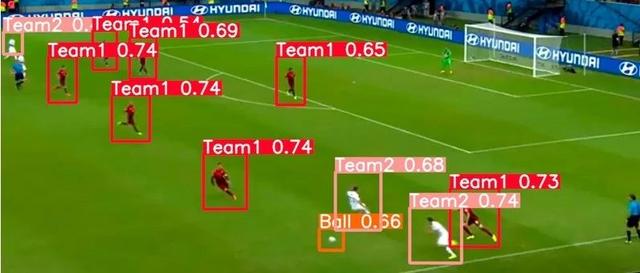 HYUNDAI HYUNDAI HYUNDAI
Team2 0.
Team1 0.54
Team1 0.69
Team1 0.74
Team1 0.65
HYUNDAI HYUNDAI
HYUNDAI
Team1 0.74
Team1 0.74
Team2 0.68
Team1 0.73
Team2 0.74
Ball 0.66